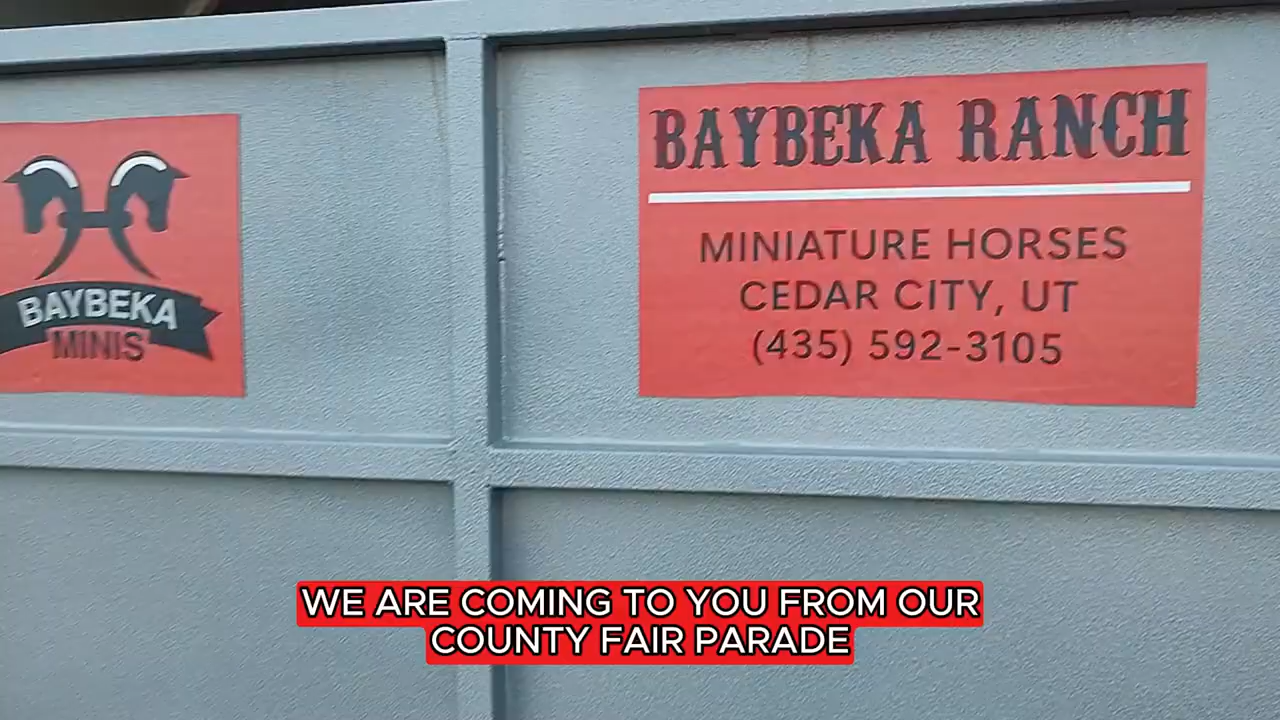 BAYBEKA
MINIS
BAYBEKA RANCH
MINIATURE HORSES
CEDAR CITY, UT
(435) 592-3105
WE ARE COMING TO YOU FROM OUR
COUNTY FAIR PARADE